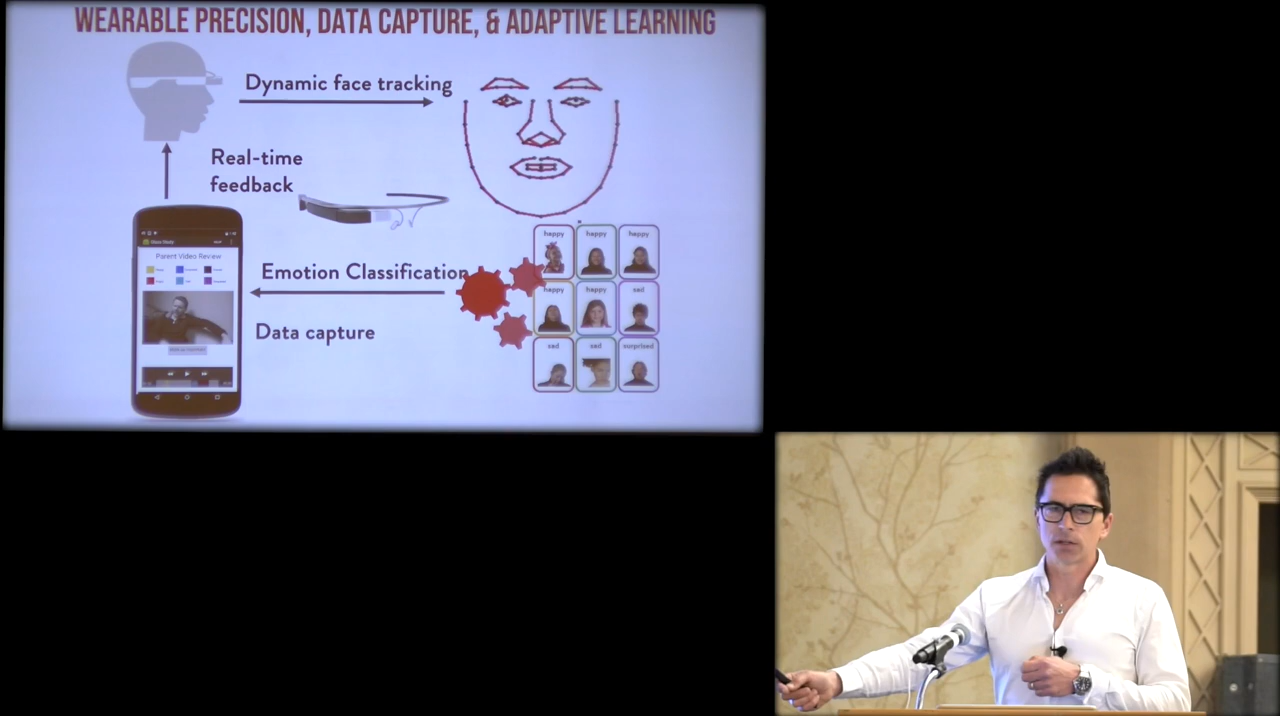 WEARABLE PRECISION, DATA CAPTURE, & ADAPTIVE LEARNING
Dynamic face tracking
Real-time
feedback
Parent Video Review
Emotion Classification
Data capture
happy
happy
happy
happy
happy
sad
sad
sad
surprised